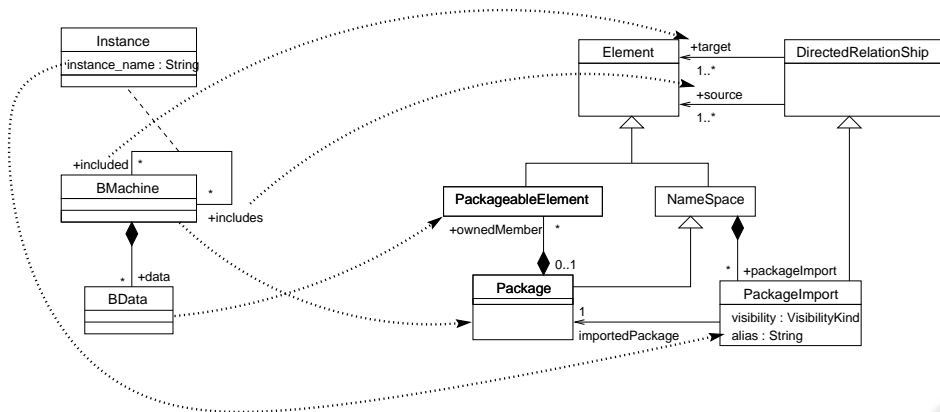 Instance
instance_name : String
Element
+target
1..*
+source
1..*
DirectedRelationShip
+included
*
*
BMachine
+includes
*
+data
BData
PackageableElement
NameSpace
+ownedMember
*
0..1
*
+packageImport
Package
1
importedPackage
PackageImport
visibility : VisibilityKind
alias : String